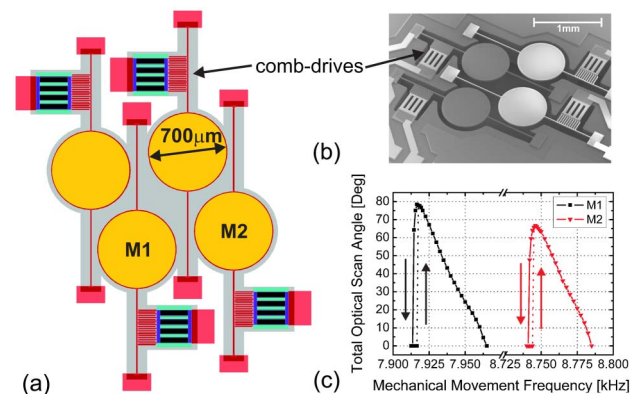 (a)
comb-drives
700μm
M1
M2
1mm
(b)
Total Optical Scan Angle [Deg]
80
70
60
50
40
30
20
10
0
M1
M2
7.900 7.925 7.950 8.725 8.750 8.775 8.800
(c) Mechanical Movement Frequency [kHz]